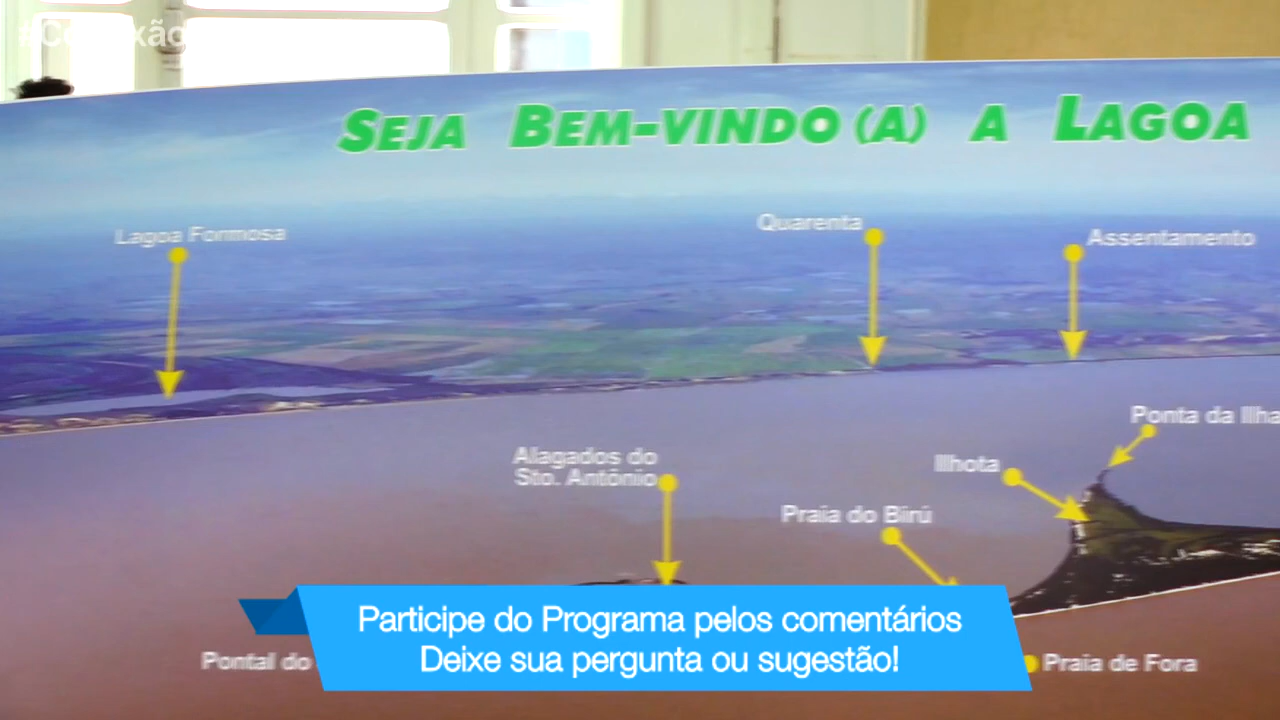 SEJA BEM-VINDO(A) A LAGOA
Lagoa Formosa
Quarenta
Assentamento
Ponta da Ilha
Alagados do
Sto. Antônio
Ilhota
Praia do Birú
Participe do Programa pelos comentários
Deixe sua pergunta ou sugestão!
Pontal do
Praia de Fora